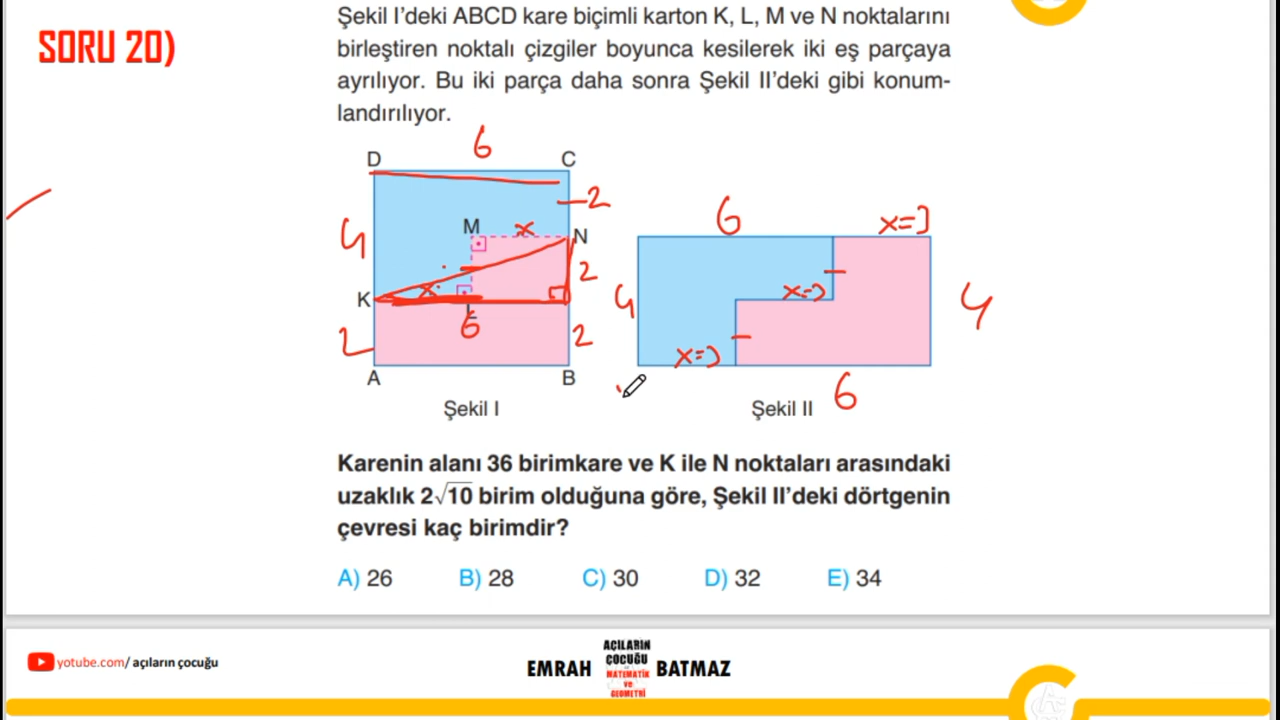 SORU 20)
Şekil I'deki ABCD kare biçimli karton K, L, M ve N noktalarını
birleştiren noktalı çizgiler boyunca kesilerek iki eş parçaya
ayrılıyor. Bu iki parça daha sonra Şekil II'deki gibi konum-
landırılıyor.
6
D C
2
4 M x N
6 x=3
2
K x
4 x=3 4
6
2 2
x=3
A B
6
Şekil I Şekil II
Karenin alanı 36 birimkare ve K ile N noktaları arasındaki
uzaklık 2√10 birim olduğuna göre, Şekil II'deki dörtgenin
çevresi kaç birimdir?
A) 26 B) 28 C) 30 D) 32 E) 34
yotube.com/ açıların çocuğu
EMRAH AÇILARIN ÇOCUĞU ve MATEMATİK ve GEOMETRİ BATMAZ